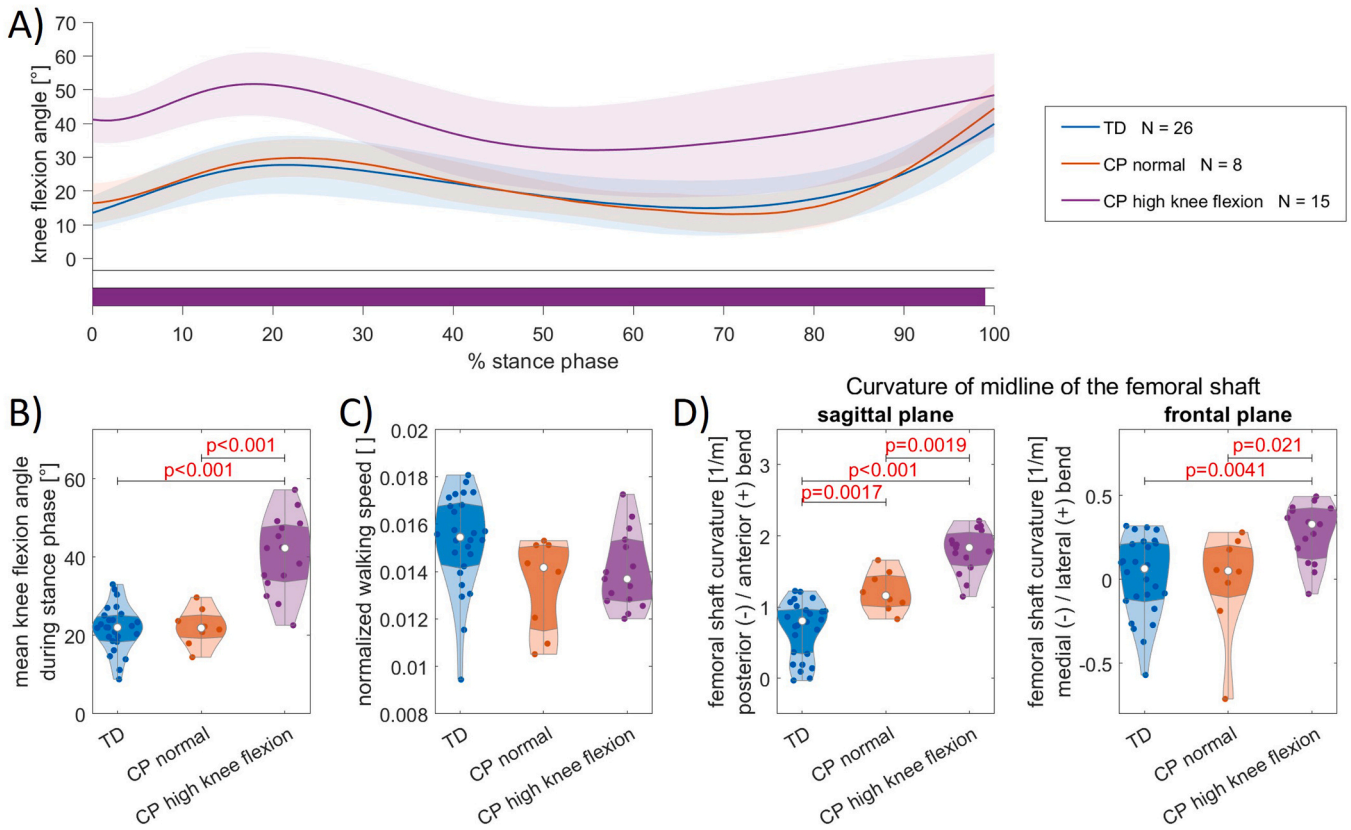 A)
knee flexion angle [°]
70
60
50
40
30
20
10
0
0 10 20 30 40 50 60 70 80 90 100
% stance phase
TD N = 26
CP normal N = 8
CP high knee flexion N = 15
B)
mean knee flexion angle
during stance phase [°]
60
40
20
0
p<0.001
p<0.001
TD
CP normal
CP high knee flexion
C)
normalized walking speed [ ]
0.02
0.018
0.016
0.014
0.012
0.01
0.008
TD
CP normal
CP high knee flexion
D)
Curvature of midline of the femoral shaft
sagittal plane
femoral shaft curvature [1/m]
posterior (-) / anterior (+) bend
3
2
1
0
p=0.0019
p<0.001
p=0.0017
TD
CP normal
CP high knee flexion
frontal plane
femoral shaft curvature [1/m]
medial (-) / lateral (+) bend
0.5
0
-0.5
p=0.021
p=0.0041
TD
CP normal
CP high knee flexion